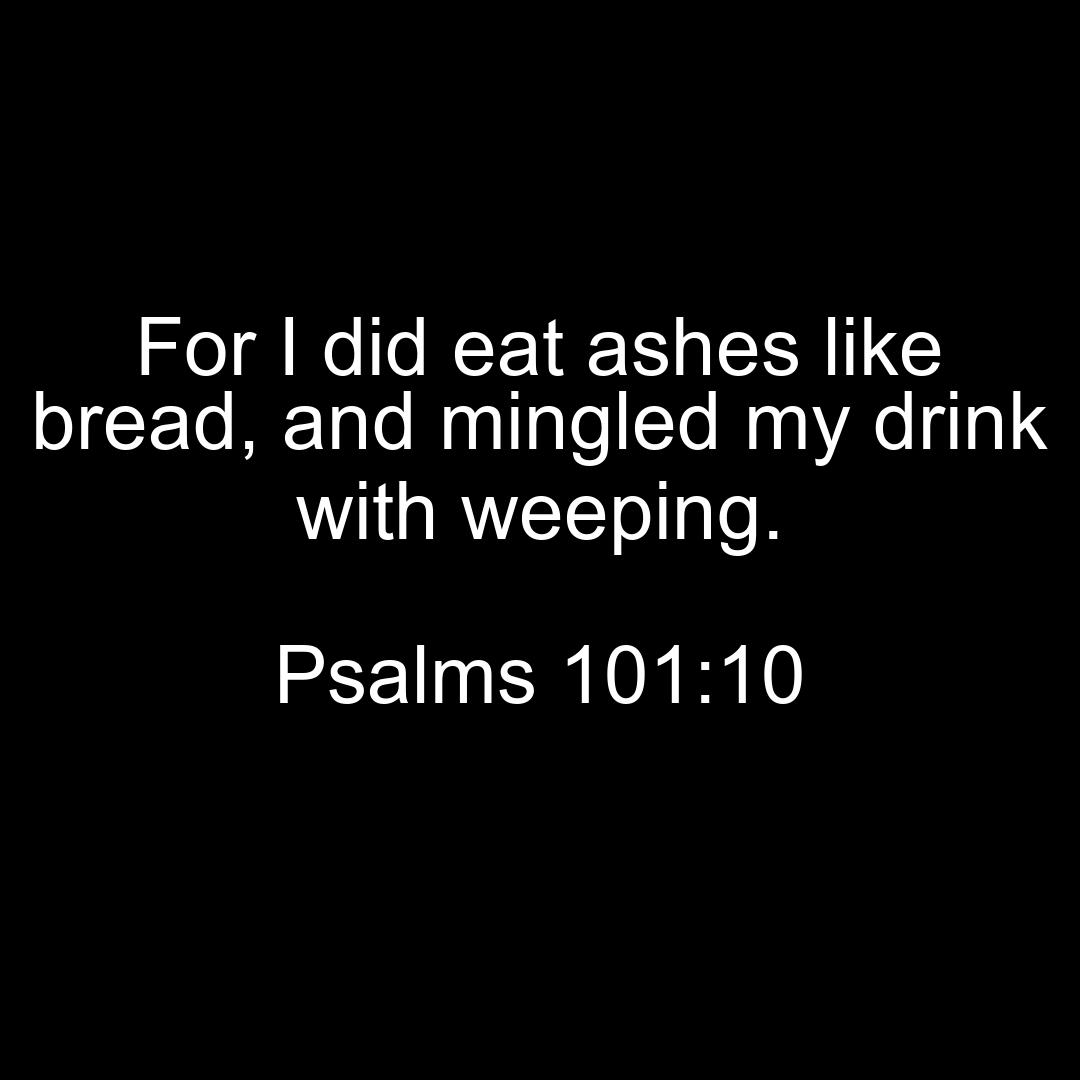 For I did eat ashes like
bread, and mingled my drink
with weeping.
Psalms 101:10